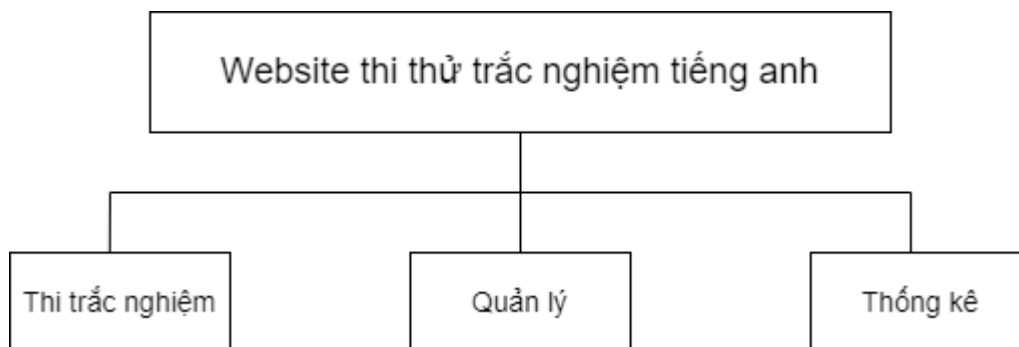 Website thi thử trắc nghiệm tiếng anh
Thi trắc nghiệm
Quản lý
Thống kê